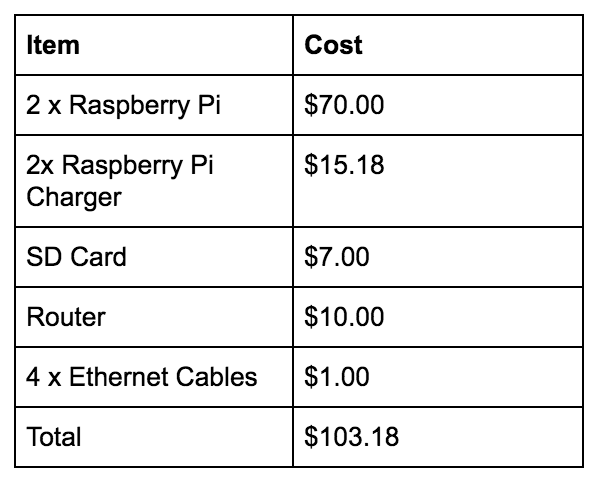 Item Cost
2 x Raspberry Pi $70.00
2x Raspberry Pi $15.18
Charger
SD Card $7.00
Router $10.00
4 x Ethernet Cables $1.00
Total $103.18